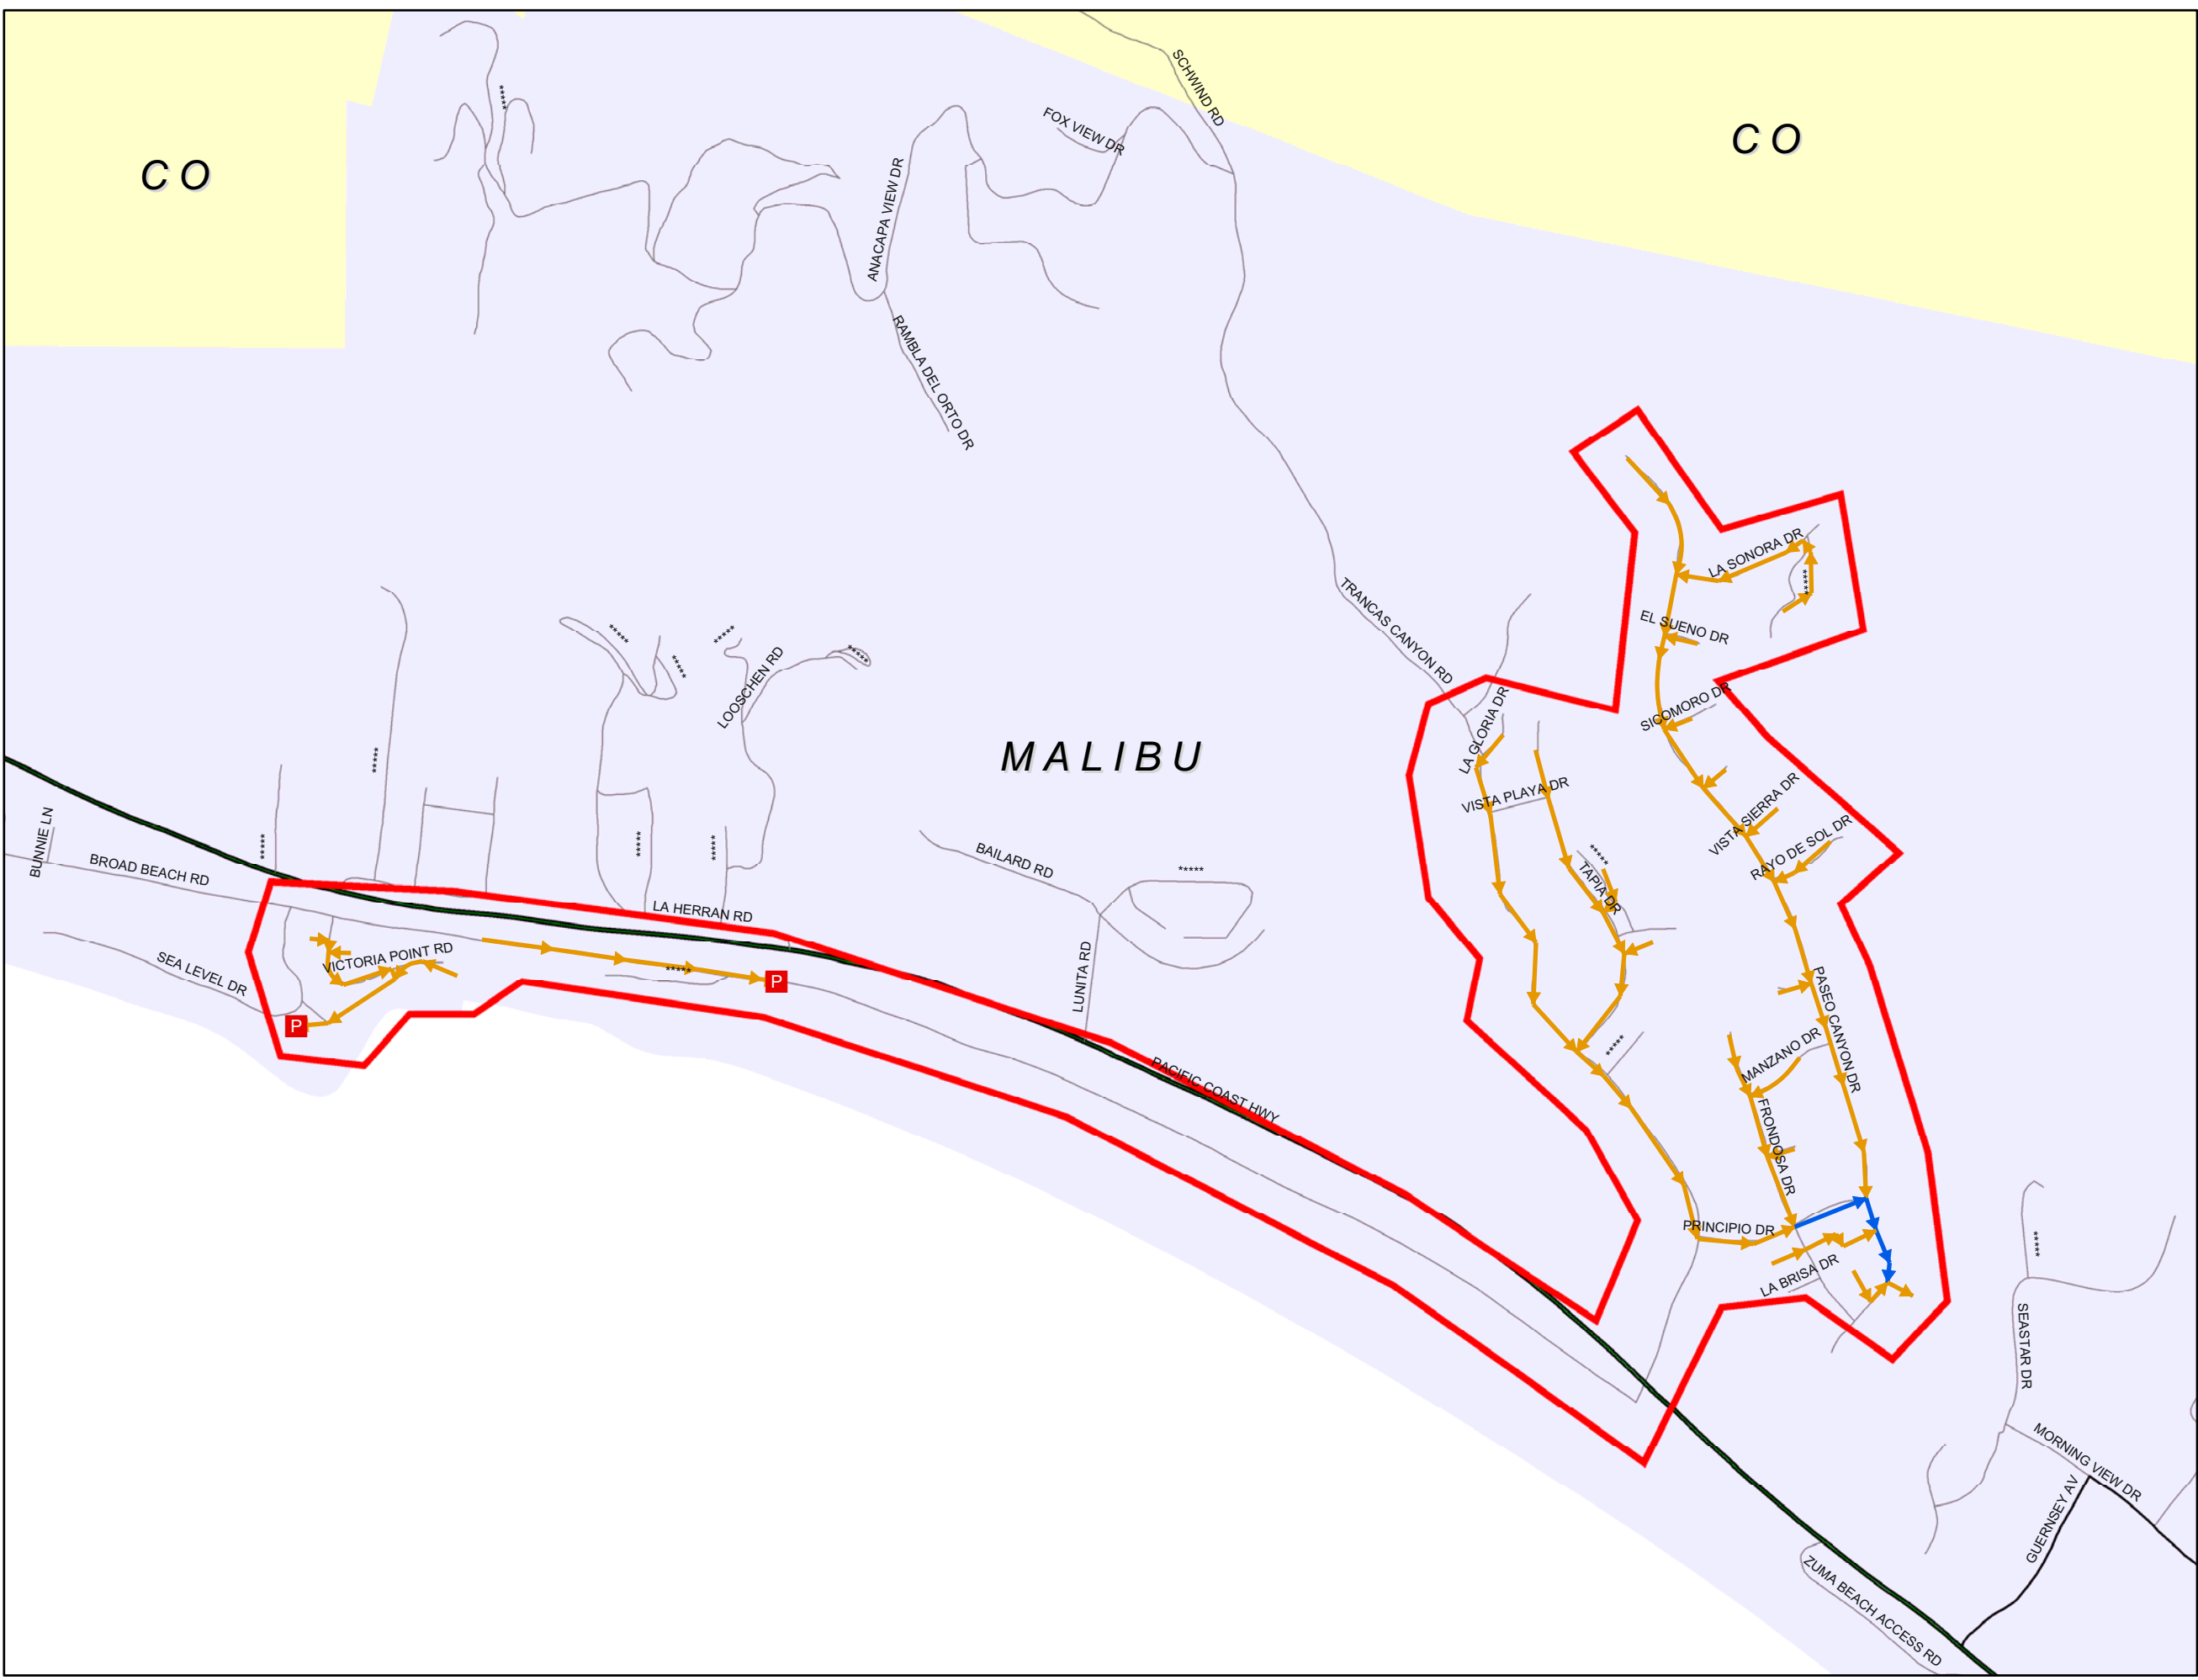 SCHWIND RD
*****
FOX VIEW DR
CO
CO
ANACAPA VIEW DR
RAMBLA DEL ORTO DR
LA SONORA DR
*****
TRANCAS CANYON RD
EL SUENO DR
*****
*****
*****
*****
LOOSCHEN RD
SICOMORO DR
LA GLORIA DR
MALIBU
*****
VISTA PLAYA DR
VISTA SIERRA DR
BUNNIE LN
*****
*****
*****
RAYO DE SOL DR
BROAD BEACH RD
BAILARD RD
*****
*****
TAPIA DR
LA HERRAN RD
VICTORIA POINT RD
SEA LEVEL DR
*****
P
LUNITA RD
PASEO CANYON DR
P
*****
MANZANO DR
PACIFIC COAST HWY
FRONDOSA DR
PRINCIPIO DR
*****
LA BRISA DR
SEASTAR DR
MORNING VIEW DR
GUERNSEY AV
ZUMA BEACH ACCESS RD